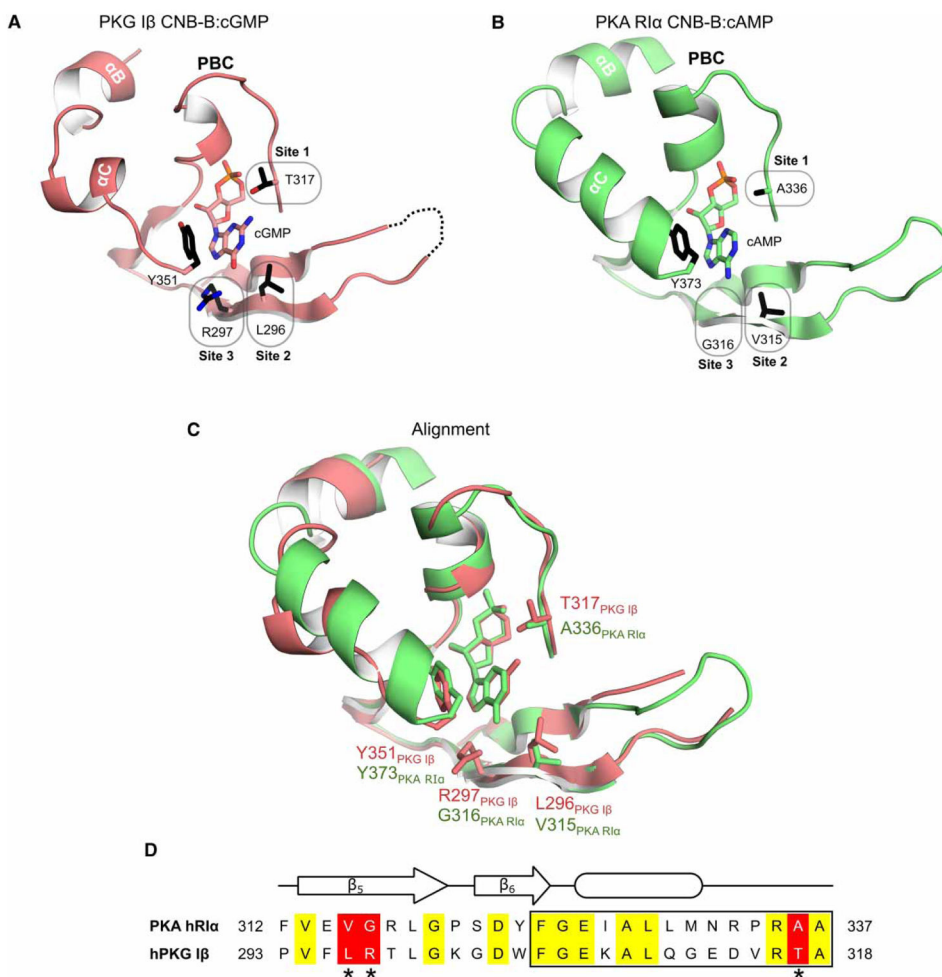 A
PKG Iβ CNB-B:cGMP
αB
PBC
αC
Site 1
T317
cGMP
Y351
R297
L296
Site 3
Site 2
B
PKA RIα CNB-B:cAMP
αB
PBC
αC
Site 1
A336
cAMP
Y373
G316
V315
Site 3
Site 2
C
Alignment
T317PKG Iβ
A336PKA RIα
Y351PKG Iβ
Y373PKA RIα
R297PKG Iβ
G316PKA RIα
L296PKG Iβ
V315PKA RIα
D
β5 β6
PKA hRIα 312 F V E V G R L G P S D Y F G E I A L L M N R P R A A 337
hPKG Iβ 293 P V F L R T L G K G D W F G E K A L Q G E D V R T A 318
* * *